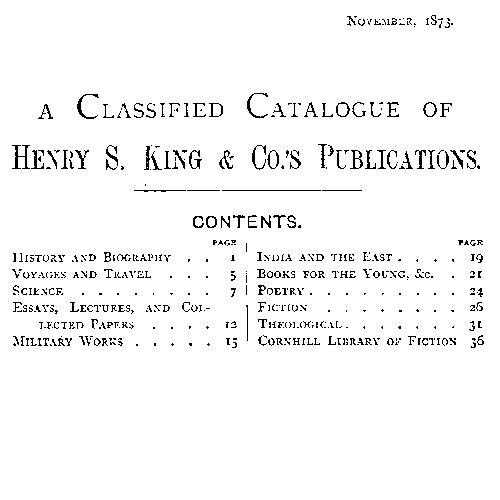 NOVEMBER, 1873.
A CLASSIFIED CATALOGUE OF
HENRY S. KING & CO.'S PUBLICATIONS.
CONTENTS.
PAGE
HISTORY AND BIOGRAPHY . . 1
VOYAGES AND TRAVEL . . . 5
SCIENCE . . . . . . . . 7
ESSAYS, LECTURES, AND COL-
LECTED PAPERS . . . . 12
MILITARY WORKS . . . . . 15
PAGE
INDIA AND THE EAST . . . . 19
BOOKS FOR THE YOUNG, &c. . 21
POETRY . . . . . . . . 24
FICTION . . . . . . . . 26
THEOLOGICAL . . . . . . 31
CORNHILL LIBRARY OF FICTION 36